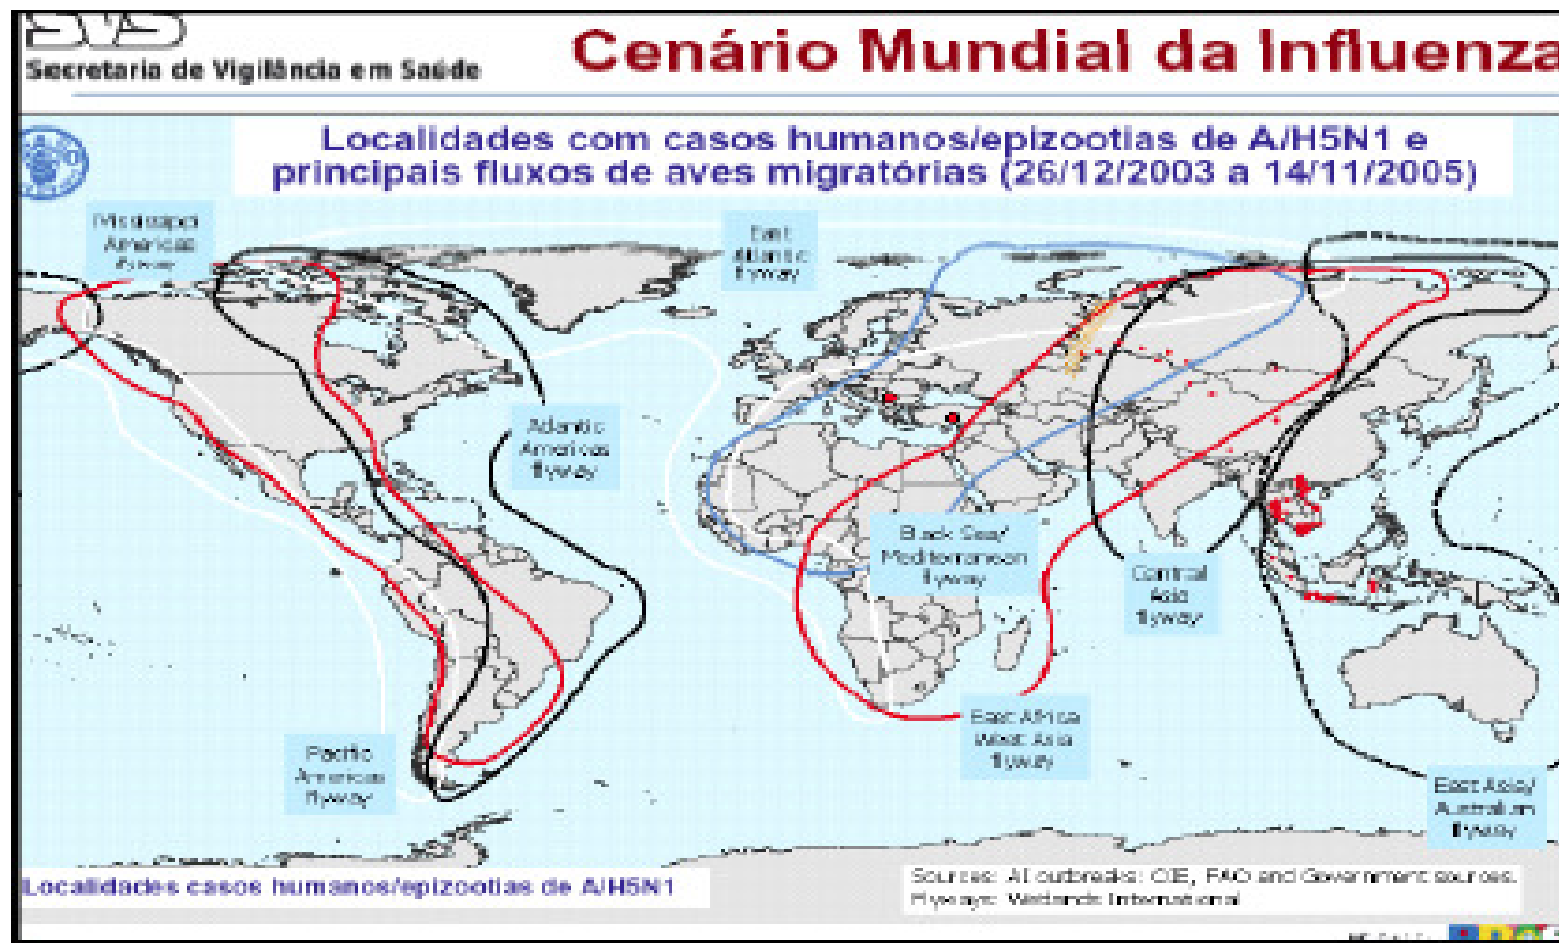 SVS
Secretaria de Vigilância em Saúde
Cenário Mundial da Influenza
Localidades com casos humanos/epizootias de A/H5N1 e
principais fluxos de aves migratórias (26/12/2003 a 14/11/2005)
Mississippi
Americas
flyway
East
Atlantic
flyway
Atlantic
Americas
flyway
Black Sea/
Mediterranean
flyway
Central
Asia
flyway
East Africa
West Asia
flyway
Pacific
Americas
flyway
East Asia/
Australian
flyway
Localidades casos humanos/epizootias de A/H5N1
Sources: AI outbreaks: OIE, FAO and Government sources.
Flyways: Wetlands International